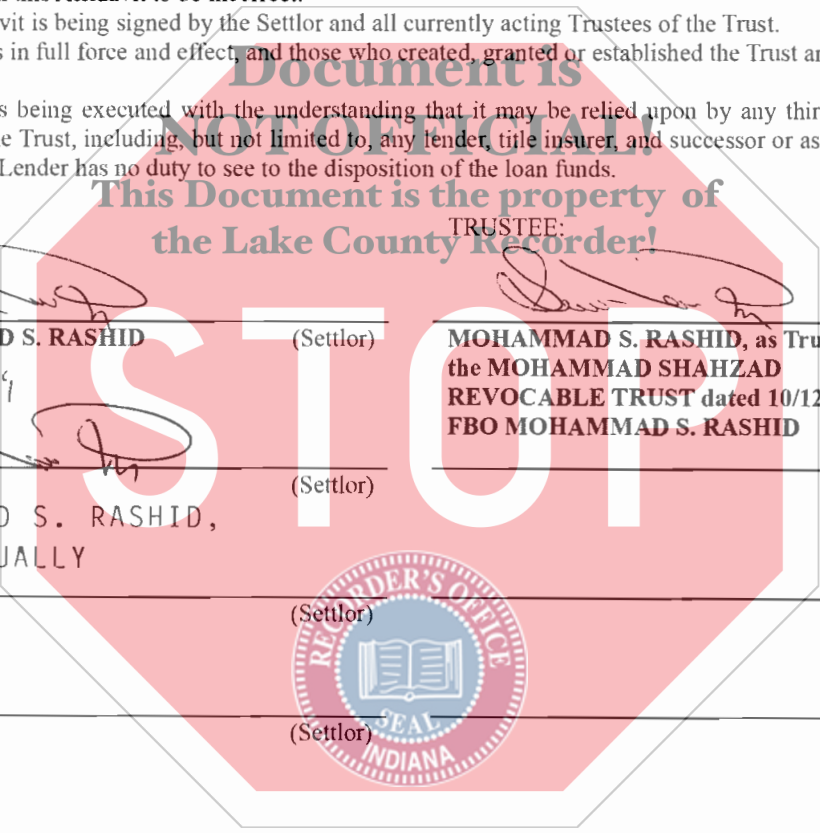 vit is being signed by the Settlor and all currently acting Trustees of the Trust.
s in full force and effect, and those who created, granted or established the Trust ar
Document is
s being executed with the understanding that it may be relied upon by any thir
NOT OFFICIAL!
e Trust, including, but not limited to, any lender, title insurer, and successor or as
Lender has no duty to see to the disposition of the loan funds.
This Document is the property of
TRUSTEE:
the Lake County Recorder!
D S. RASHID (Settlor)
MOHAMMAD S. RASHID, as Tru
the MOHAMMAD SHAHZAD
REVOCABLE TRUST dated 10/12
FBO MOHAMMAD S. RASHID
STOP
(Settlor)
D S. RASHID,
UALLY
(Settlor)
RECORDER'S OFFICE
SEAL
INDIANA
(Settlor)